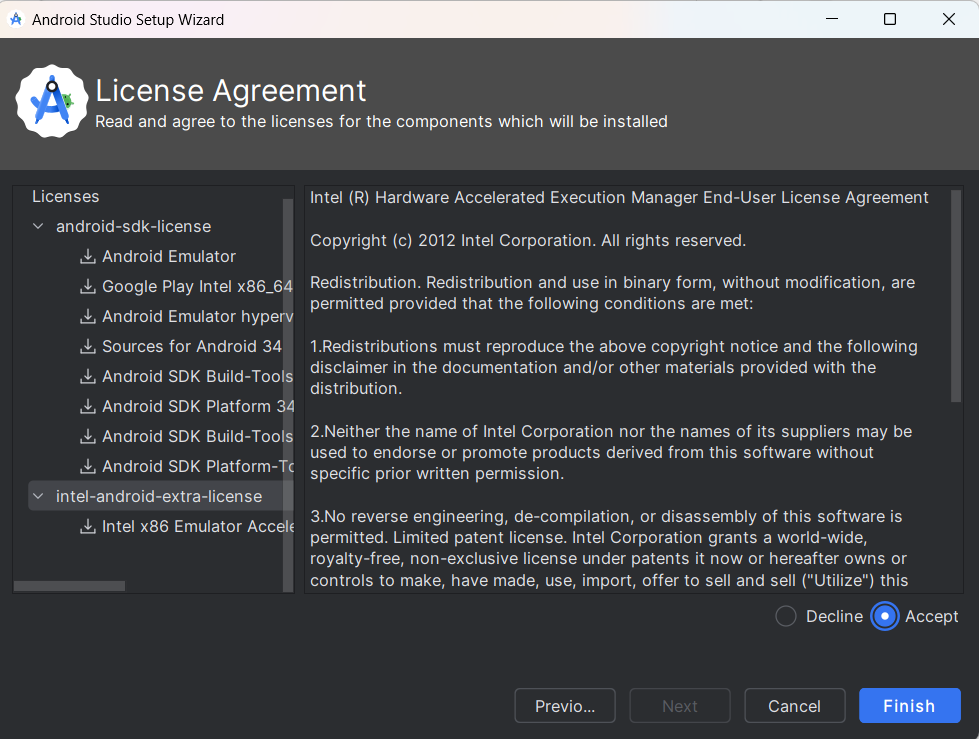 Android Studio Setup Wizard
License Agreement
Read and agree to the licenses for the components which will be installed
Licenses
android-sdk-license
Android Emulator
Google Play Intel x86_64
Android Emulator hyperv
Sources for Android 34
Android SDK Build-Tools
Android SDK Platform 34
Android SDK Build-Tools
Android SDK Platform-To
intel-android-extra-license
Intel x86 Emulator Accele
Intel (R) Hardware Accelerated Execution Manager End-User License Agreement
Copyright (c) 2012 Intel Corporation. All rights reserved.
Redistribution. Redistribution and use in binary form, without modification, are
permitted provided that the following conditions are met:
1.Redistributions must reproduce the above copyright notice and the following
disclaimer in the documentation and/or other materials provided with the
distribution.
2.Neither the name of Intel Corporation nor the names of its suppliers may be
used to endorse or promote products derived from this software without
specific prior written permission.
3.No reverse engineering, de-compilation, or disassembly of this software is
permitted. Limited patent license. Intel Corporation grants a world-wide,
royalty-free, non-exclusive license under patents it now or hereafter owns or
controls to make, have made, use, import, offer to sell and sell ("Utilize") this
Decline
Accept
Previo...
Next
Cancel
Finish